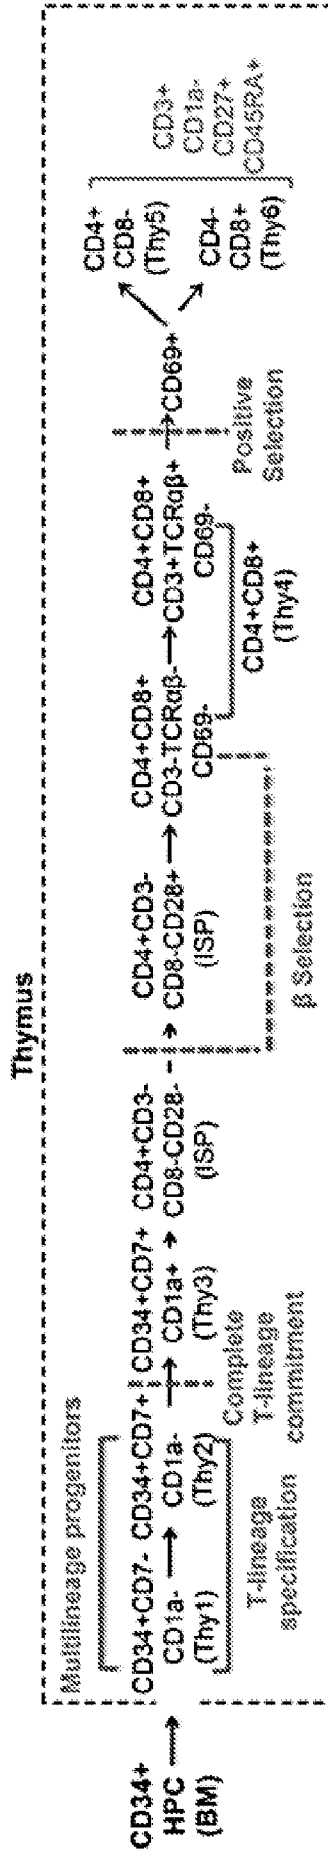 Thymus
CD34+
HPC
(BM)
Multilineage progenitors
CD34+CD7-
CD1a-
(Thy1)
CD34+CD7+
CD1a-
(Thy2)
T-lineage
specification
CD34+CD7+
CD1a+
(Thy3)
Complete
T-lineage
commitment
CD4+CD3-
CD8-CD28-
(ISP)
CD4+CD3-
CD8-CD28+
(ISP)
β Selection
CD4+CD8+
CD3-TCRαβ-
CD69-
CD4+CD8+
CD3+TCRαβ+
CD69-
CD4+CD8+
(Thy4)
CD69+
Positive
Selection
CD4+
CD8-
(Thy5)
CD4-
CD8+
(Thy6)
CD3+
CD1a-
CD27+
CD45RA+